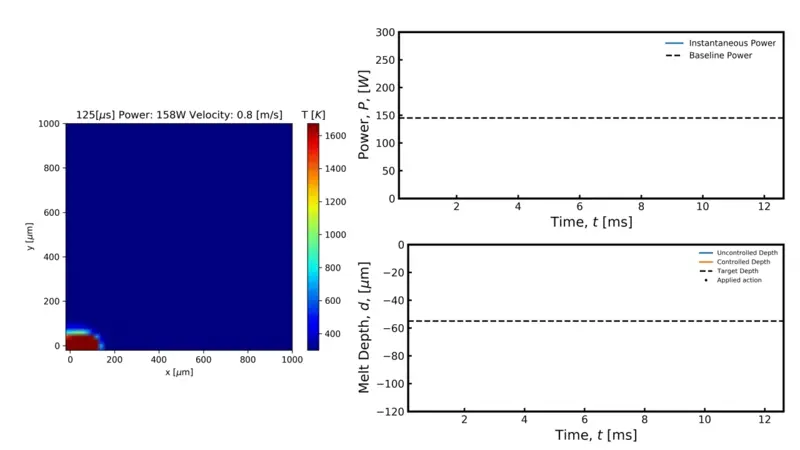 125[μs] Power: 158W Velocity: 0.8 [m/s]
T [K]
1000
800
600
400
200
0
y [μm]
0 200 400 600 800 1000
x [μm]
1600
1400
1200
1000
800
600
400
300
250
200
150
100
50
0
Power, P, [W]
Instantaneous Power
Baseline Power
2 4 6 8 10 12
Time, t [ms]
0
−20
−40
−60
−80
−100
−120
Melt Depth, d, [μm]
Uncontrolled Depth
Controlled Depth
Target Depth
Applied action
2 4 6 8 10 12
Time, t [ms]